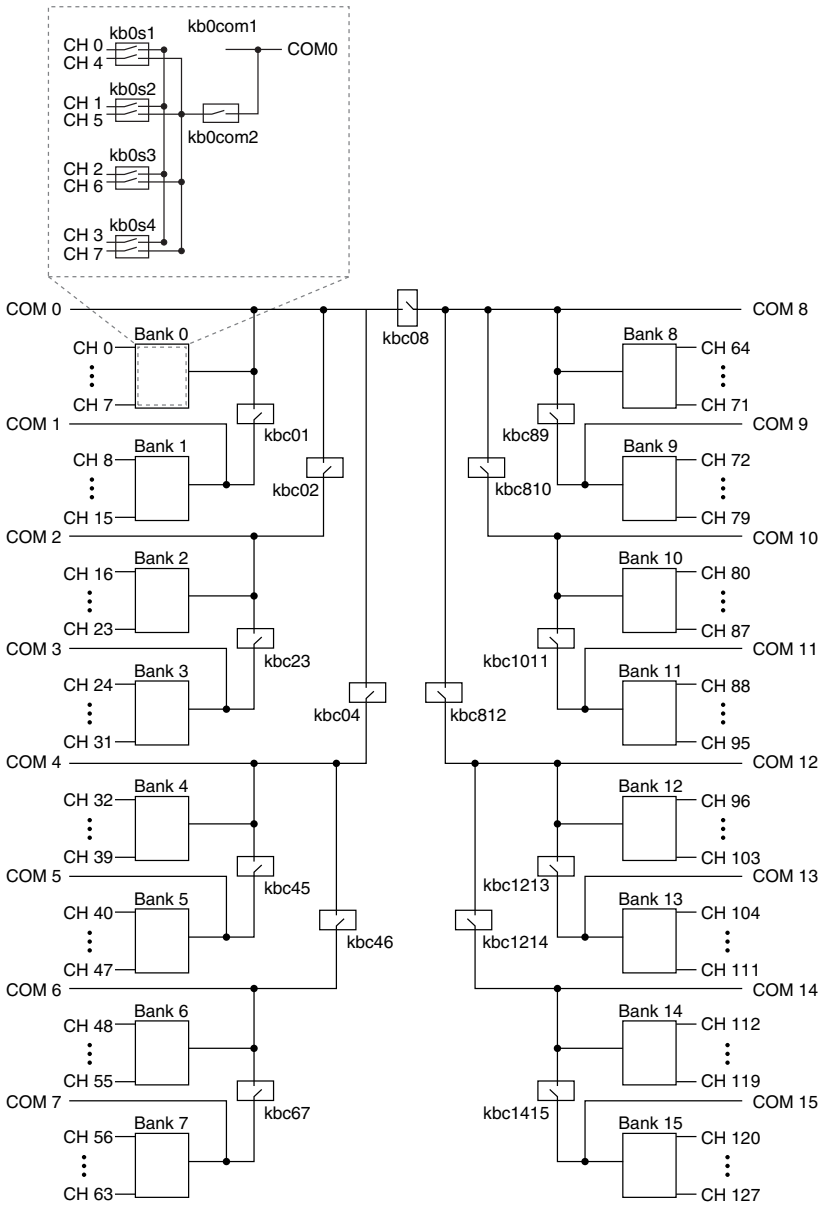 kb0com1
kb0s1
CH 0
CH 4
COM0
kb0s2
CH 1
CH 5
kb0com2
kb0s3
CH 2
CH 6
kb0s4
CH 3
CH 7
COM 0
COM 8
kbc08
Bank 0
Bank 8
CH 0
CH 64
CH 7
CH 71
COM 1
kbc01
kbc89
COM 9
Bank 1
Bank 9
CH 8
CH 72
kbc02
kbc810
CH 15
CH 79
COM 2
COM 10
Bank 2
Bank 10
CH 16
CH 80
CH 23
CH 87
COM 3
kbc23
kbc1011
COM 11
Bank 3
Bank 11
CH 24
CH 88
kbc04
kbc812
CH 31
CH 95
COM 4
COM 12
Bank 4
Bank 12
CH 32
CH 96
CH 39
CH 103
COM 5
kbc45
kbc1213
COM 13
Bank 5
Bank 13
CH 40
CH 104
kbc46
kbc1214
CH 47
CH 111
COM 6
COM 14
Bank 6
Bank 14
CH 48
CH 112
CH 55
CH 119
COM 7
kbc67
kbc1415
COM 15
Bank 7
Bank 15
CH 56
CH 120
CH 63
CH 127